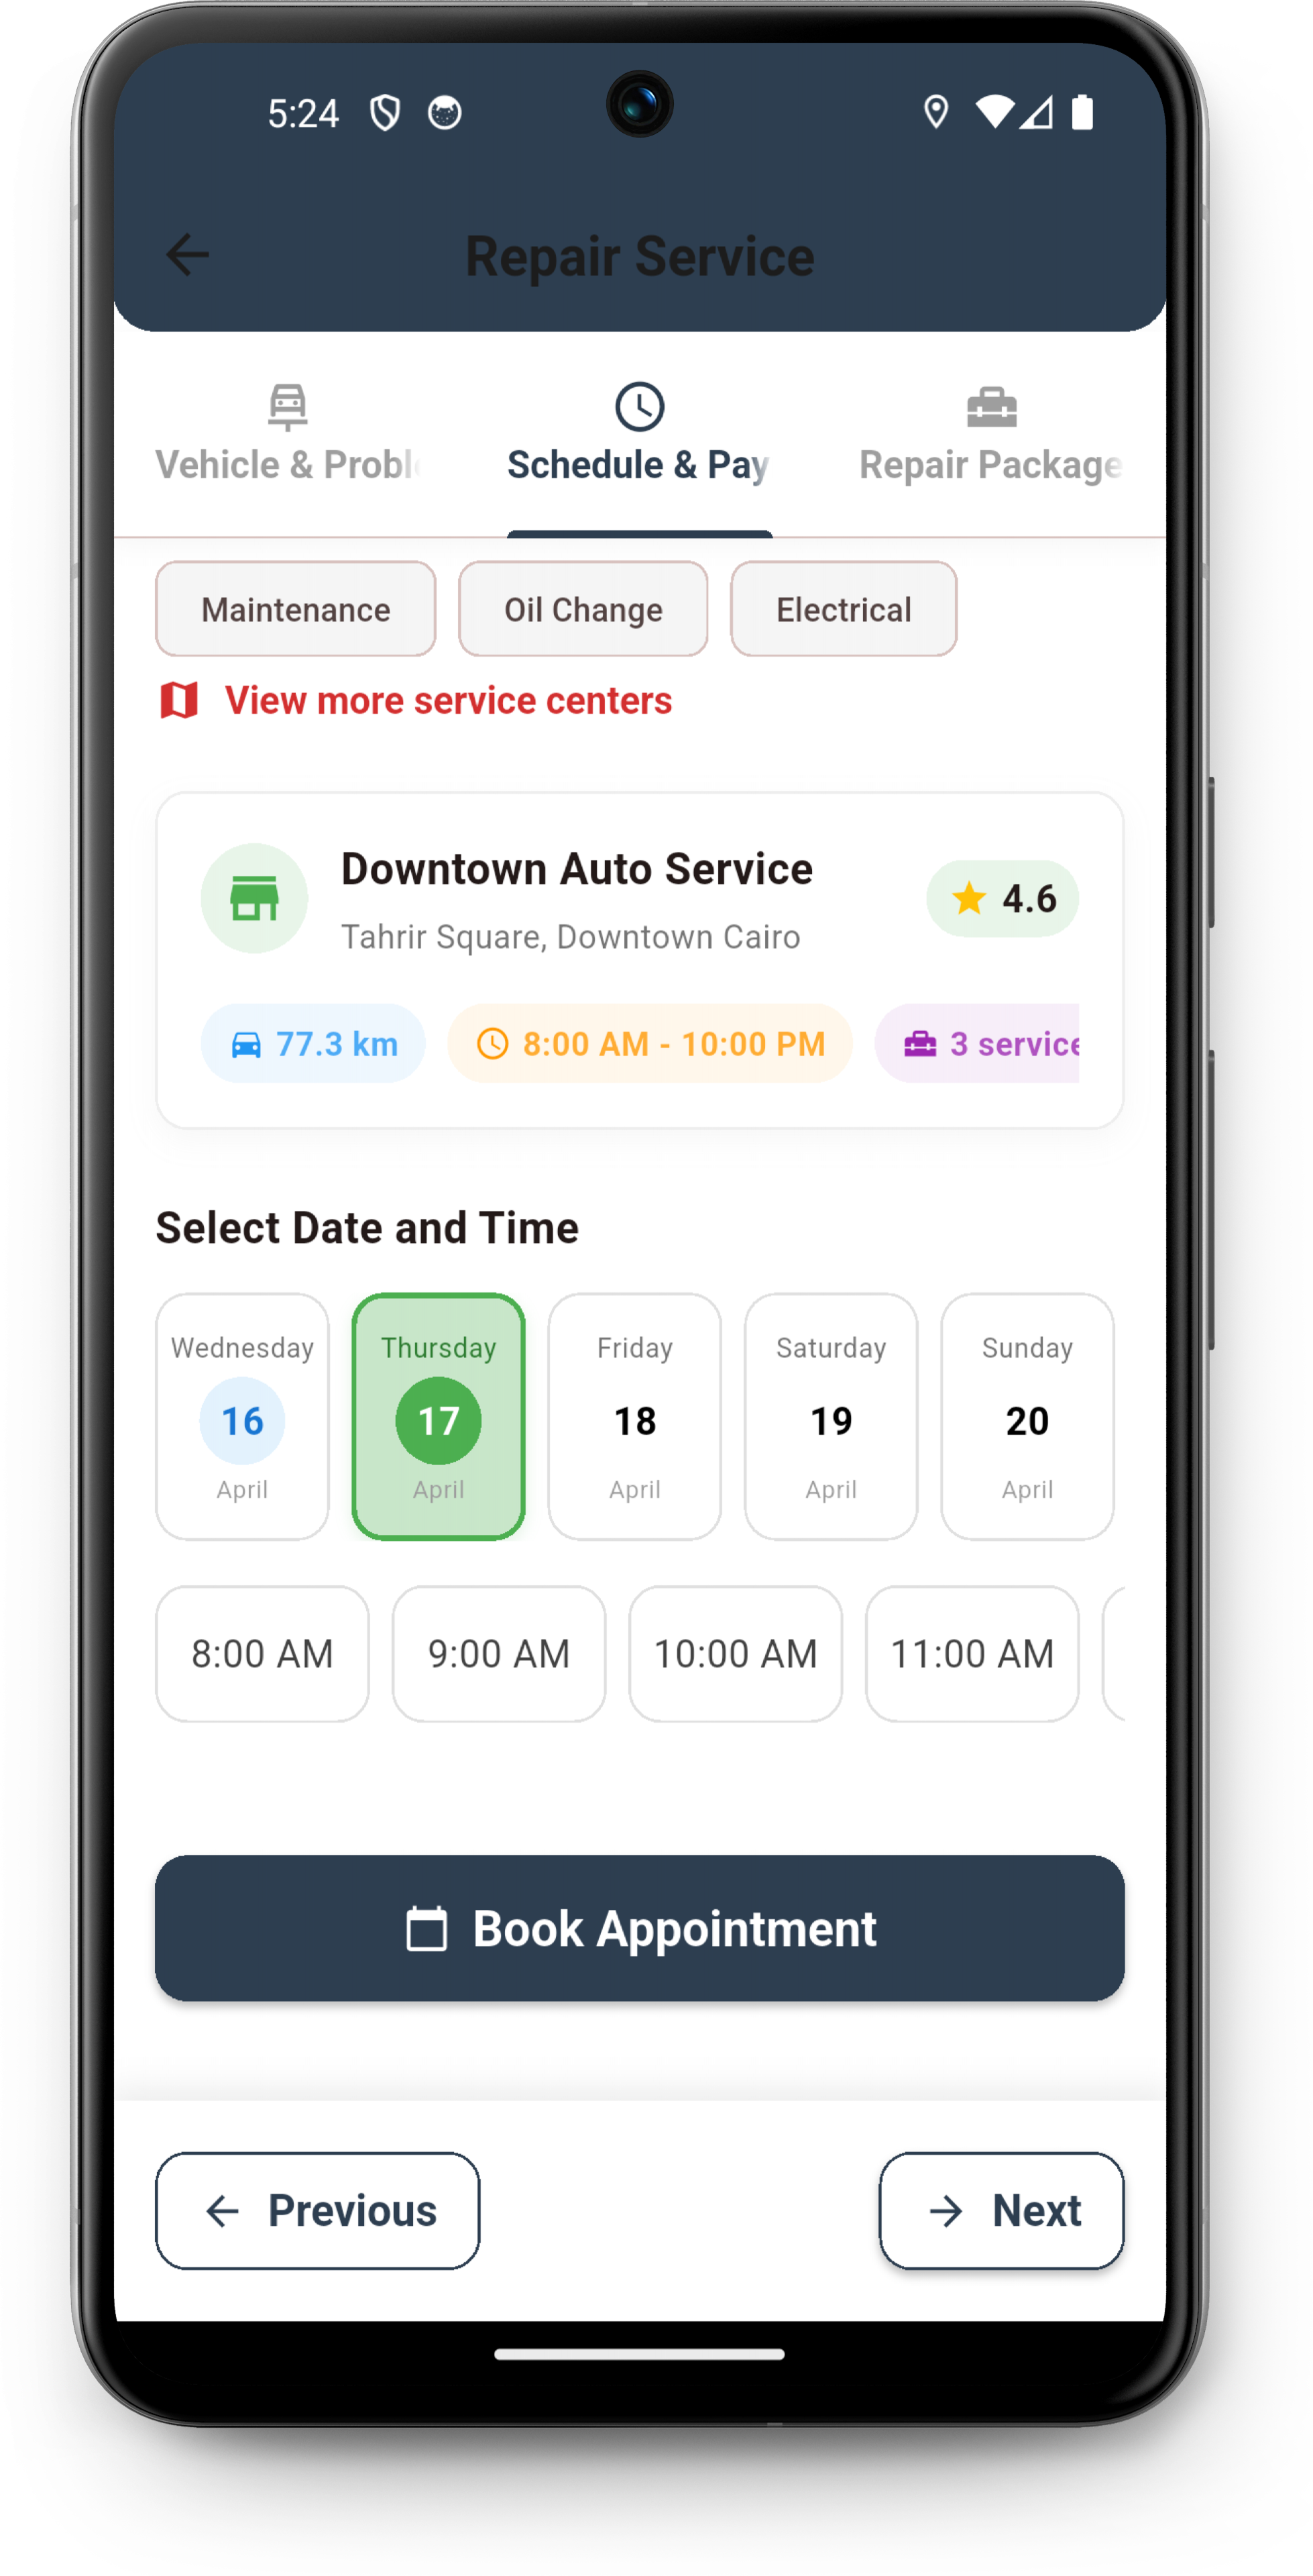 5:24
Repair Service
Vehicle & Probl
Schedule & Pay
Repair Package
Maintenance
Oil Change
Electrical
View more service centers
Downtown Auto Service
Tahrir Square, Downtown Cairo
4.6
77.3 km
8:00 AM - 10:00 PM
3 service
Select Date and Time
Wednesday
16
April
Thursday
17
April
Friday
18
April
Saturday
19
April
Sunday
20
April
8:00 AM
9:00 AM
10:00 AM
11:00 AM
Book Appointment
Previous
Next